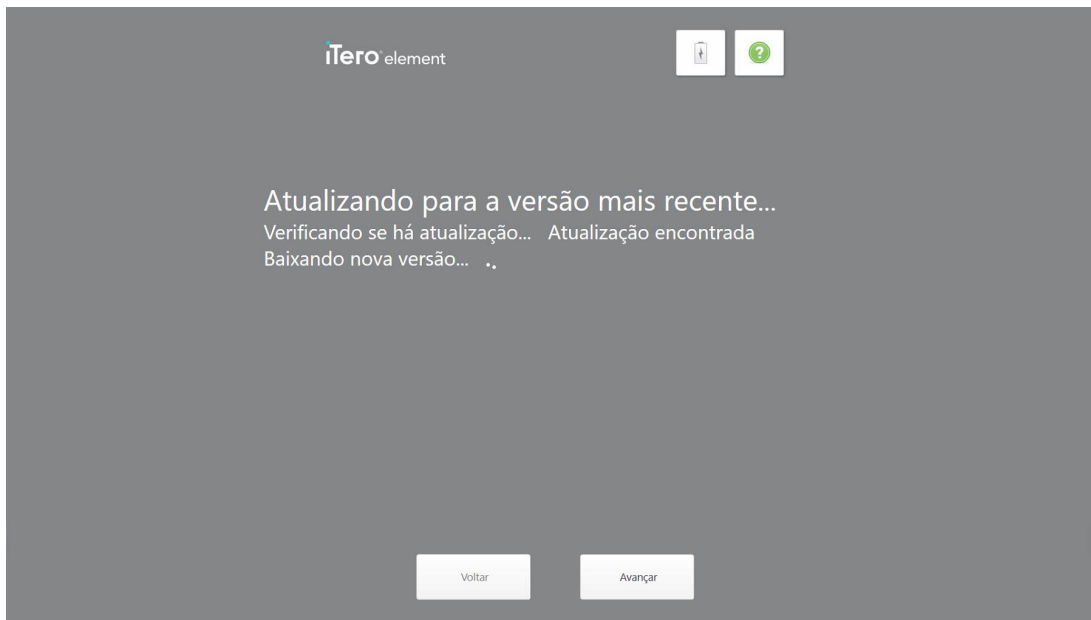 iTero element
Atualizando para a versão mais recente...
Verificando se há atualização... Atualização encontrada
Baixando nova versão...
Voltar
Avançar